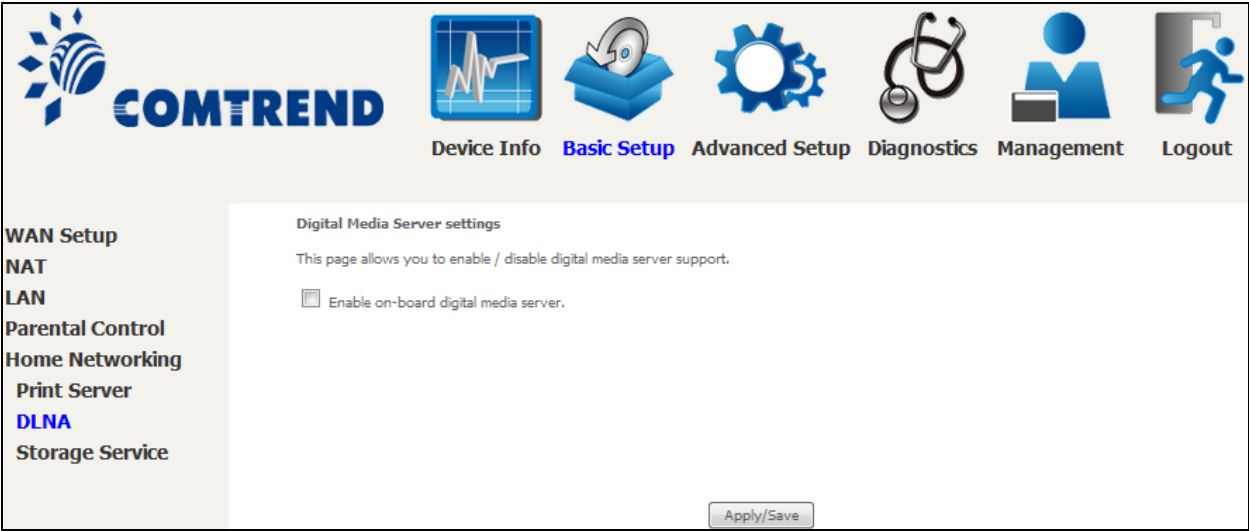 COMTREND
Device Info Basic Setup Advanced Setup Diagnostics Management Logout
WAN Setup
NAT
LAN
Parental Control
Home Networking
Print Server
DLNA
Storage Service
Digital Media Server settings
This page allows you to enable / disable digital media server support.
Enable on-board digital media server.
Apply/Save